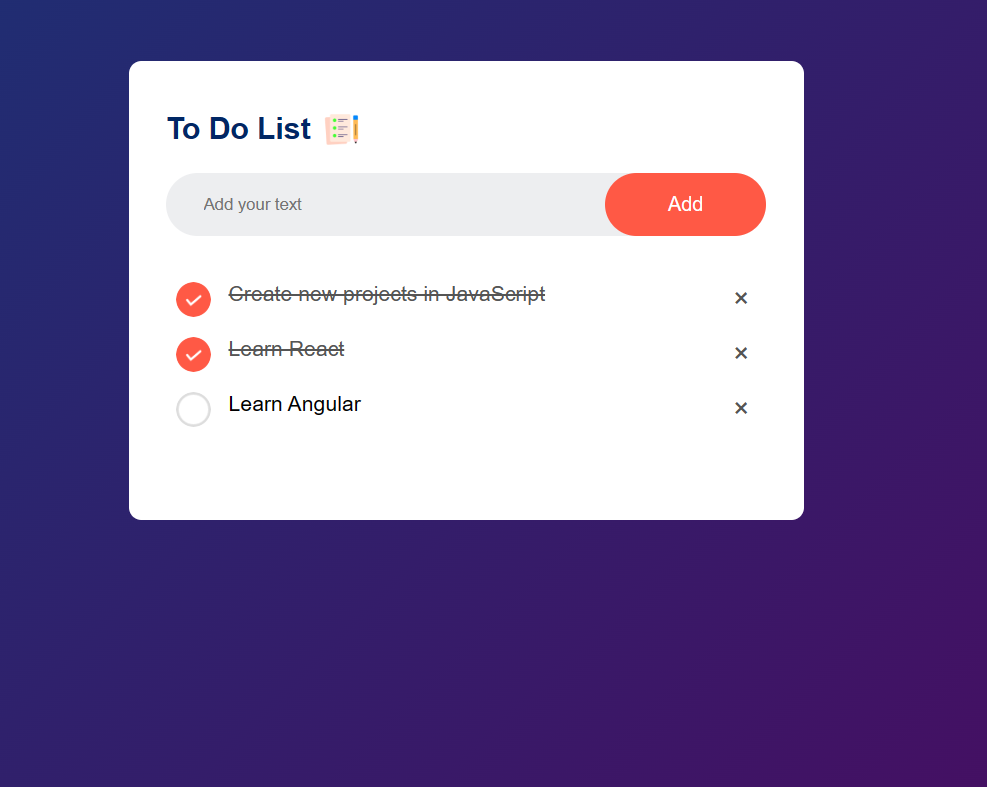 To Do List
Add your text
Add
Create new projects in JavaScript
×
Learn React
×
Learn Angular
×